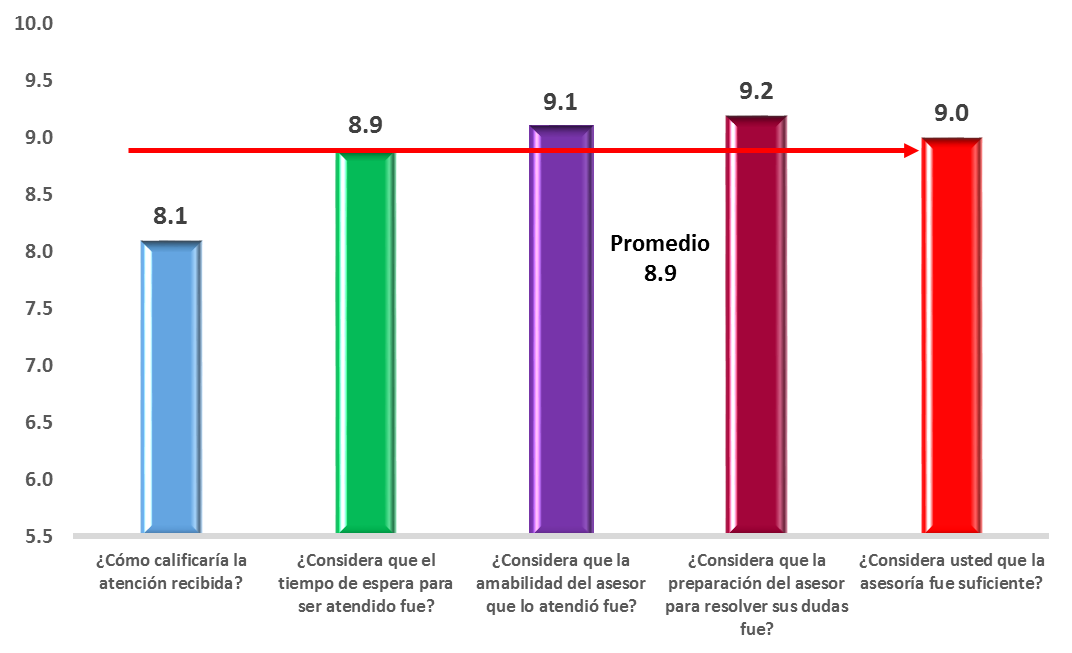 10.0
9.5
9.0
8.5
8.0
7.5
7.0
6.5
6.0
5.5
8.1
8.9
9.1
9.2
9.0
Promedio
8.9
¿Cómo calificaría la
atención recibida?
¿Considera que el
tiempo de espera para
ser atendido fue?
¿Considera que la
amabilidad del asesor
que lo atendió fue?
¿Considera que la
preparación del asesor
para resolver sus dudas
fue?
¿Considera usted que la
asesoría fue suficiente?